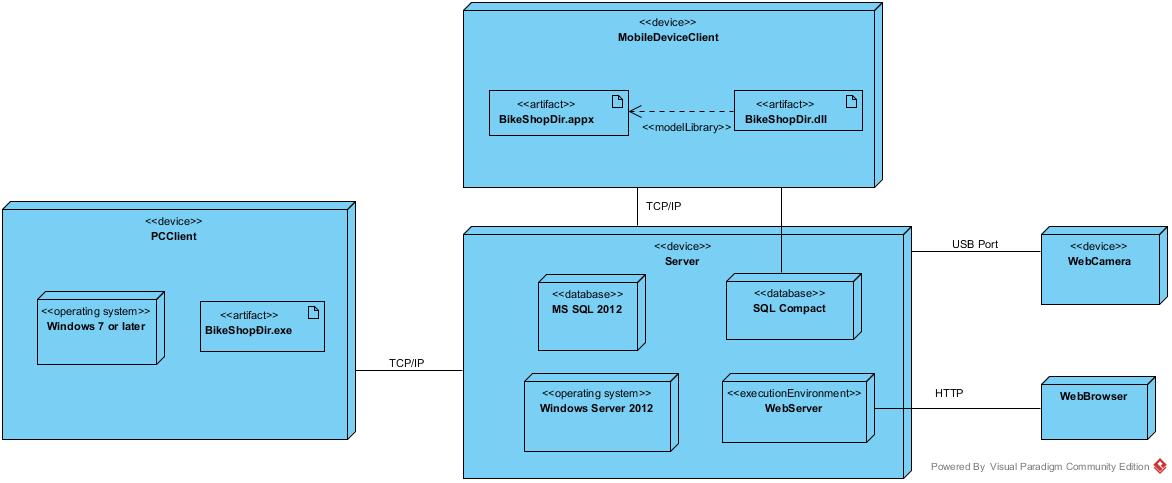 <<device>>
MobileDeviceClient
<<artifact>>
BikeShopDir.appx
<<modelLibrary>>
<<artifact>>
BikeShopDir.dll
TCP/IP
<<device>>
PCClient
<<operating system>>
Windows 7 or later
<<artifact>>
BikeShopÐir.exe
TCP/IP
<<device>>
Server
<<database>>
MS SQL 2012
<<database>>
SQL Compact
<<operating system>>
Windows Server 2012
<<executionEnvironment>>
WebServer
USB Port
<<device>>
WebCamera
HTTP
WebBrowser
Powered By Visual Paradigm Community Edition